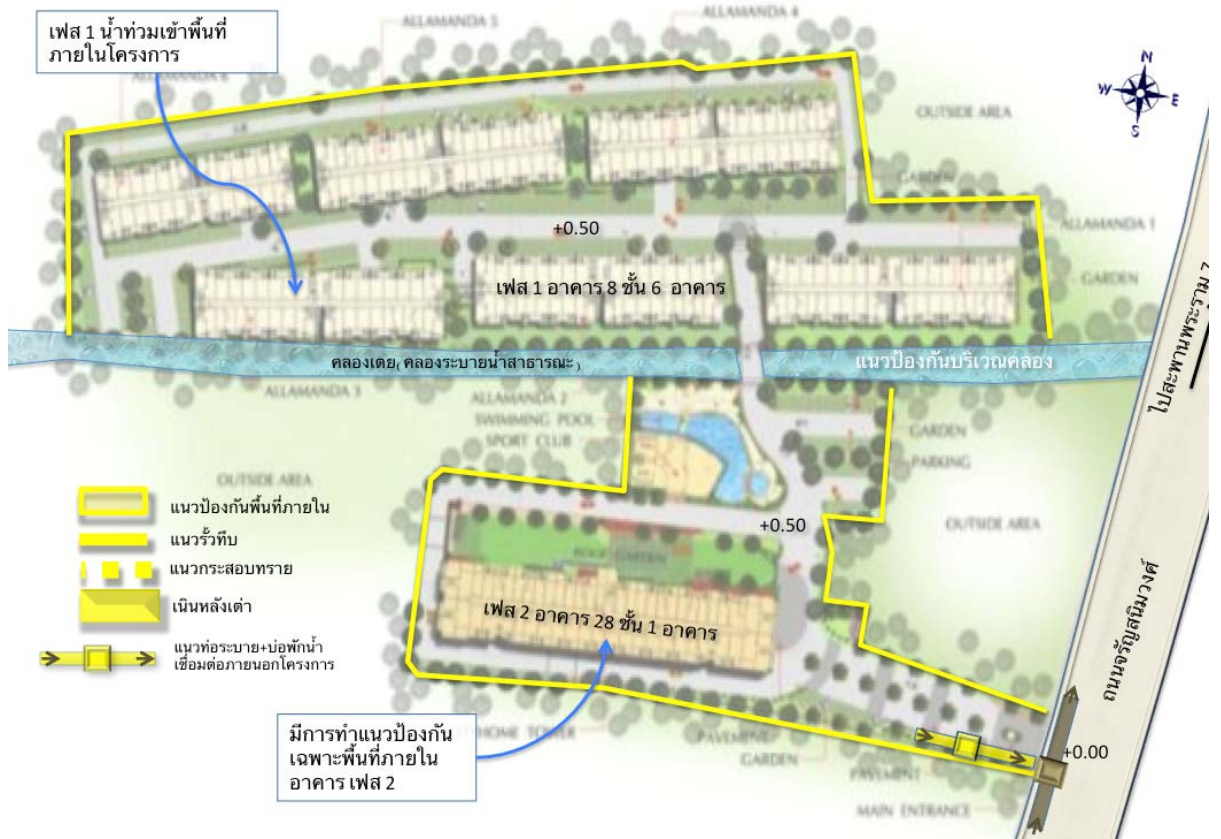 เฟส 1 น้ำท่วมเข้าพื้นที่
ภายในโครงการ
ALLAMANDA 5
ALLAMANDA 4
ALLAMANDA 6
N
W
E
S
OUTSIDE AREA
GARDEN
ALLAMANDA 1
GARDEN
+0.50
เฟส 1 อาคาร 8 ชั้น 6 อาคาร
ไปสะพานพระราม 7
คลองเตย( คลองระบายน้ำสาธารณะ )
แนวป้องกันบริเวณคลอง
ALLAMANDA 3
ALLAMANDA 2
SWIMMING POOL
SPORT CLUB
GARDEN
PARKING
OUTSIDE AREA
OUTSIDE AREA
แนวป้องกันพื้นที่ภายใน
แนวรั้วทึบ
แนวกระสอบทราย
เนินหลังเต่า
แนวท่อระบาย+บ่อพักน้ำ
เชื่อมต่อภายนอกโครงการ
+0.50
ROOF GARDEN
เฟส 2 อาคาร 28 ชั้น 1 อาคาร
ถนนจรัญสนิทวงศ์
มีการทำแนวป้องกัน
เฉพาะพื้นที่ภายใน
อาคาร เฟส 2
HOME TOWER
PAVEMENT
GARDEN
PAVEMENT
MAIN ENTRANCE
+0.00